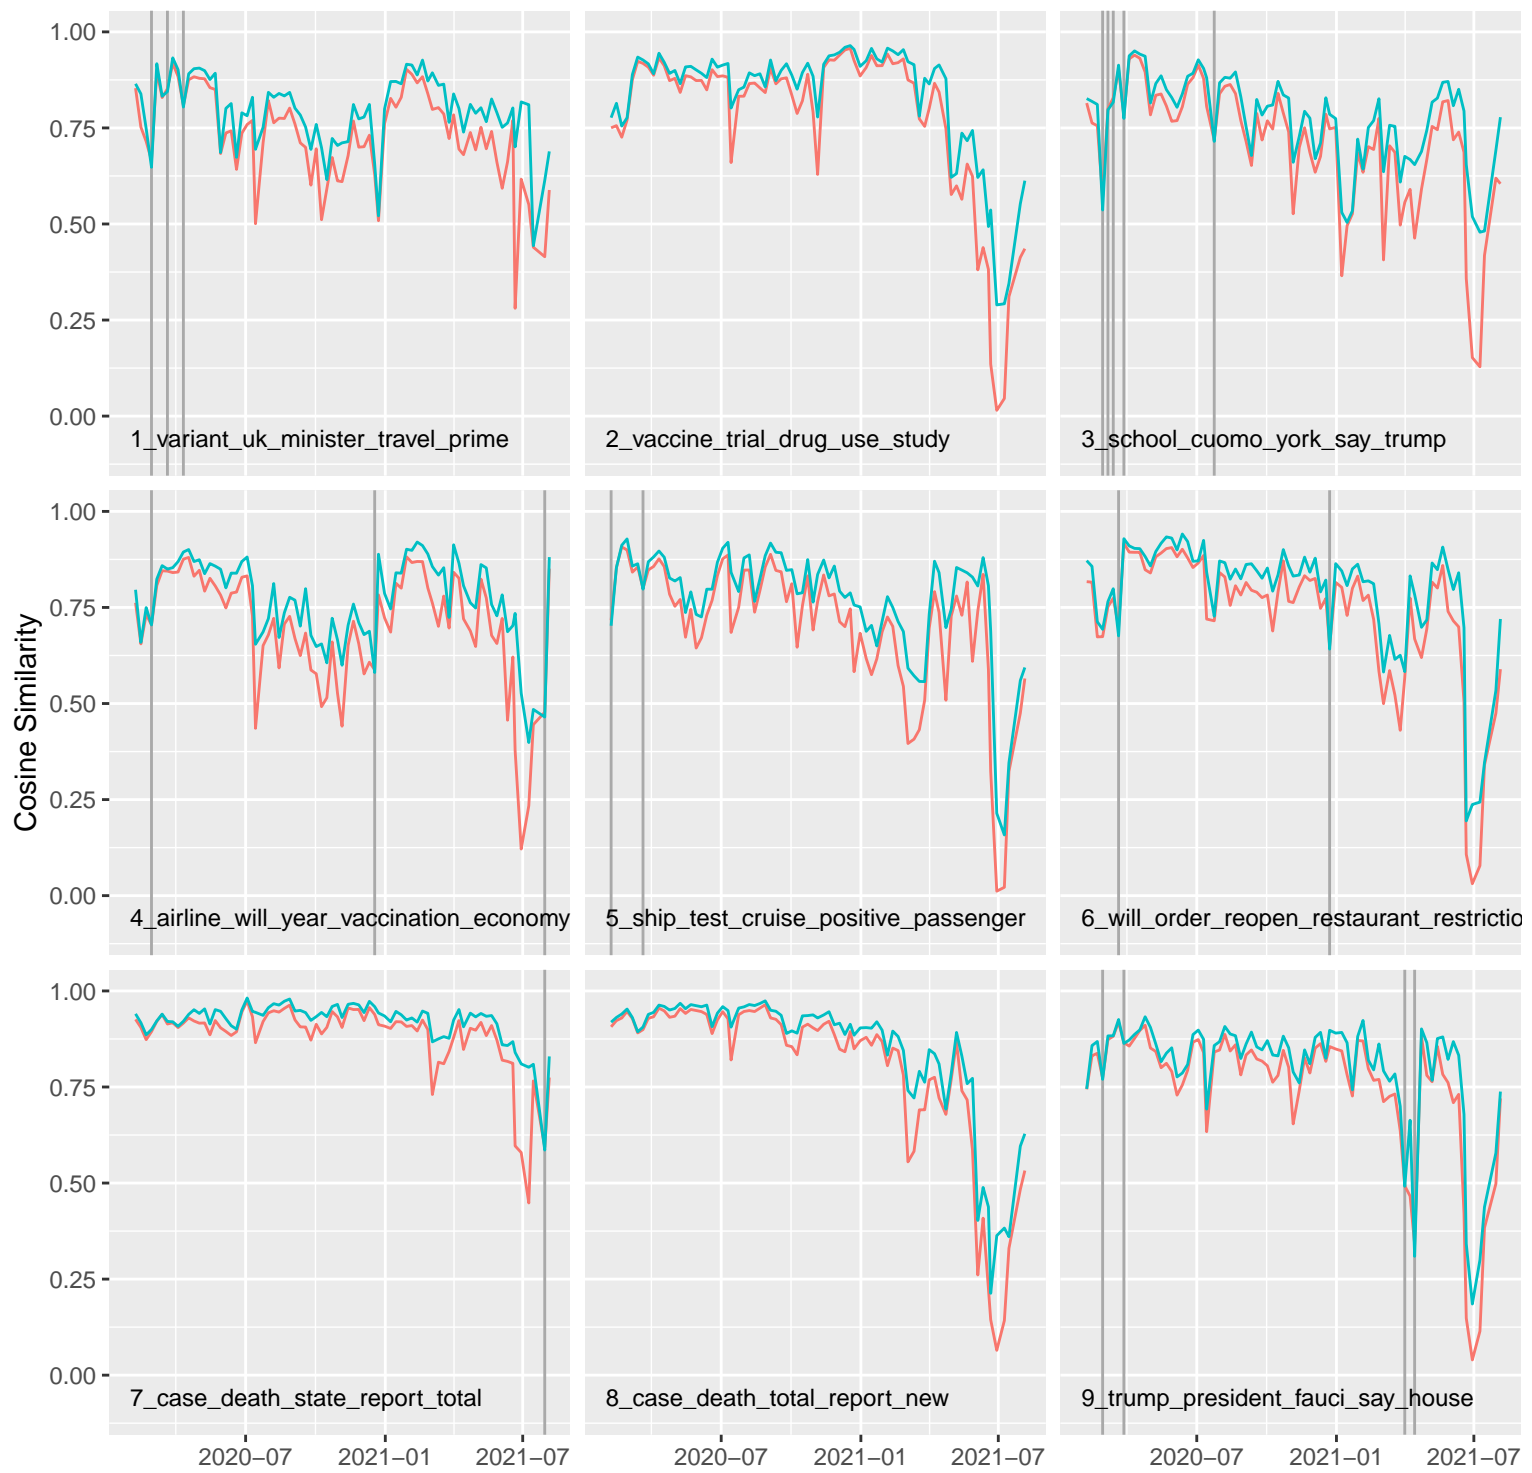 Cosine Similarity
1.00
0.75
0.50
0.25
0.00
1_variant_uk_minister_travel_prime
2_vaccine_trial_drug_use_study
3_school_cuomo_york_say_trump
1.00
0.75
0.50
0.25
0.00
4_airline_will_year_vaccination_economy
5_ship_test_cruise_positive_passenger
6_will_order_reopen_restaurant_restrictio
1.00
0.75
0.50
0.25
0.00
7_case_death_state_report_total
8_case_death_total_report_new
9_trump_president_fauci_say_house
2020−07 2021−01 2021−07 2020−07 2021−01 2021−07 2020−07 2021−01 2021−07